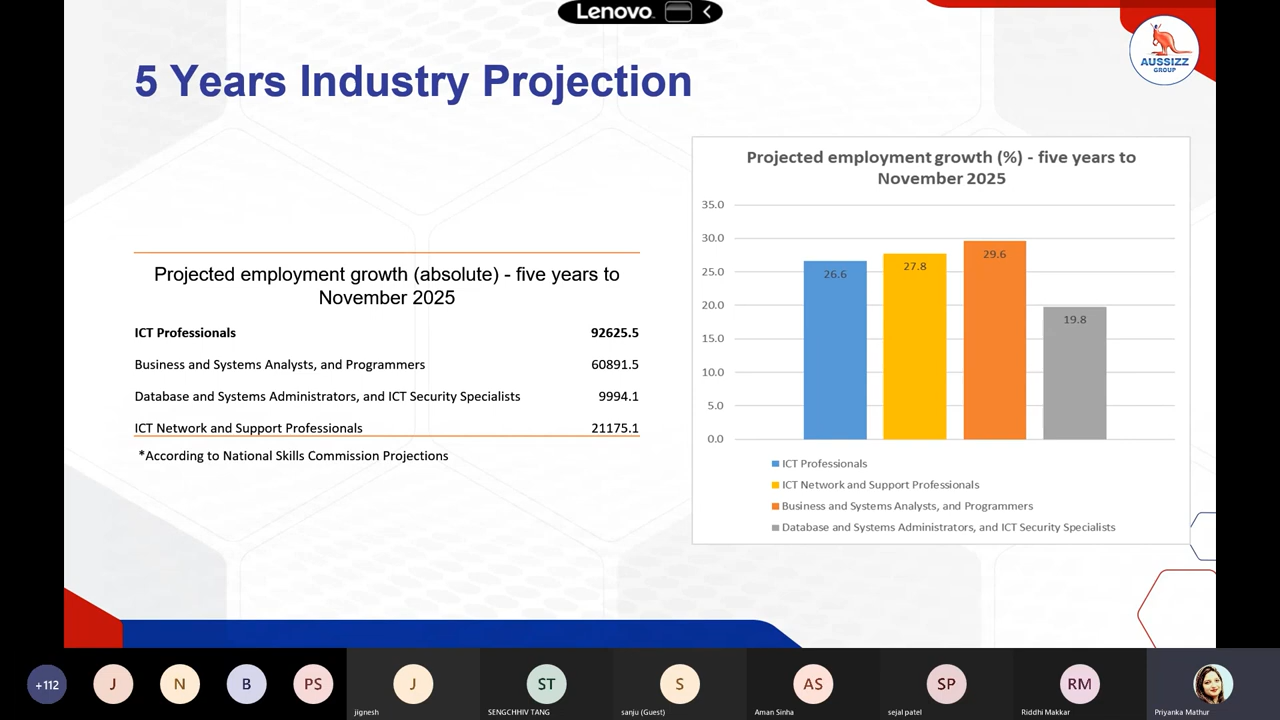 Lenovo
AUSSIZZ
GROUP
5 Years Industry Projection
Projected employment growth (absolute) - five years to
November 2025
ICT Professionals 92625.5
Business and Systems Analysts, and Programmers 60891.5
Database and Systems Administrators, and ICT Security Specialists 9994.1
ICT Network and Support Professionals 21175.1
*According to National Skills Commission Projections
Projected employment growth (%) - five years to
November 2025
35.0
30.0
25.0
20.0
15.0
10.0
5.0
0.0
26.6
27.8
29.6
19.8
ICT Professionals
ICT Network and Support Professionals
Business and Systems Analysts, and Programmers
Database and Systems Administrators, and ICT Security Specialists
+112
J
N
B
PS
J
jignesh
ST
SENGCHHIV TANG
S
sanju (Guest)
AS
Aman Sinha
SP
sejal patel
RM
Riddhi Makkar
Priyanka Mathur